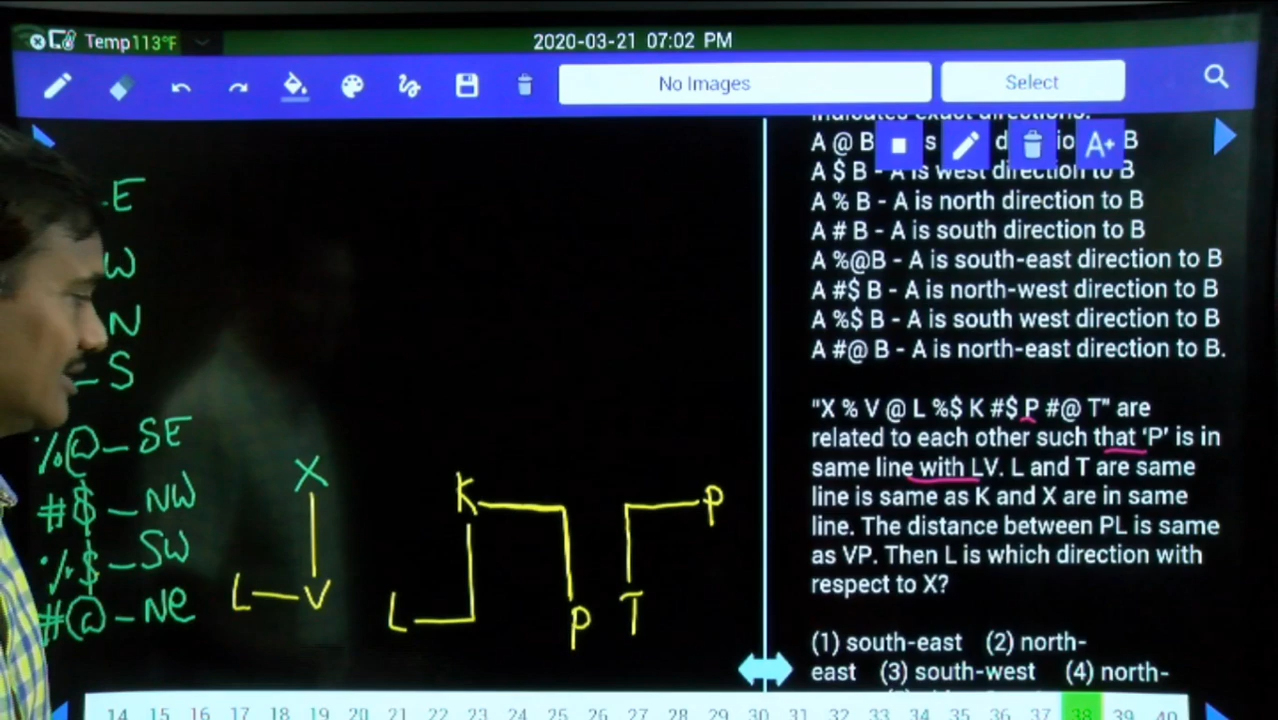 Temp113°F
2020-03-21 07:02 PM
No Images
Select
A+
A @ B
B
A $ B - A is west direction to B
A % B - A is north direction to B
A # B - A is south direction to B
A %@B - A is south-east direction to B
A #$ B - A is north-west direction to B
A %$ B - A is south west direction to B
A #@ B - A is north-east direction to B.
"X % V @ L %$ K #$ P #@ T" are
related to each other such that 'P' is in
same line with LV. L and T are same
line is same as K and X are in same
line. The distance between PL is same
as VP. Then L is which direction with
respect to X?
(1) south-east (2) north-
east (3) south-west (4) north-
E
W
N
S
%@ - SE
#$ - NW
%$ - SW
#@ - Ne
X
L V
K
L P
P
T
14 15 16 17 18 19 20 21 22 23 24 25 26 27 28 29 30 31 32 33 34 35 36 37 38 39 40